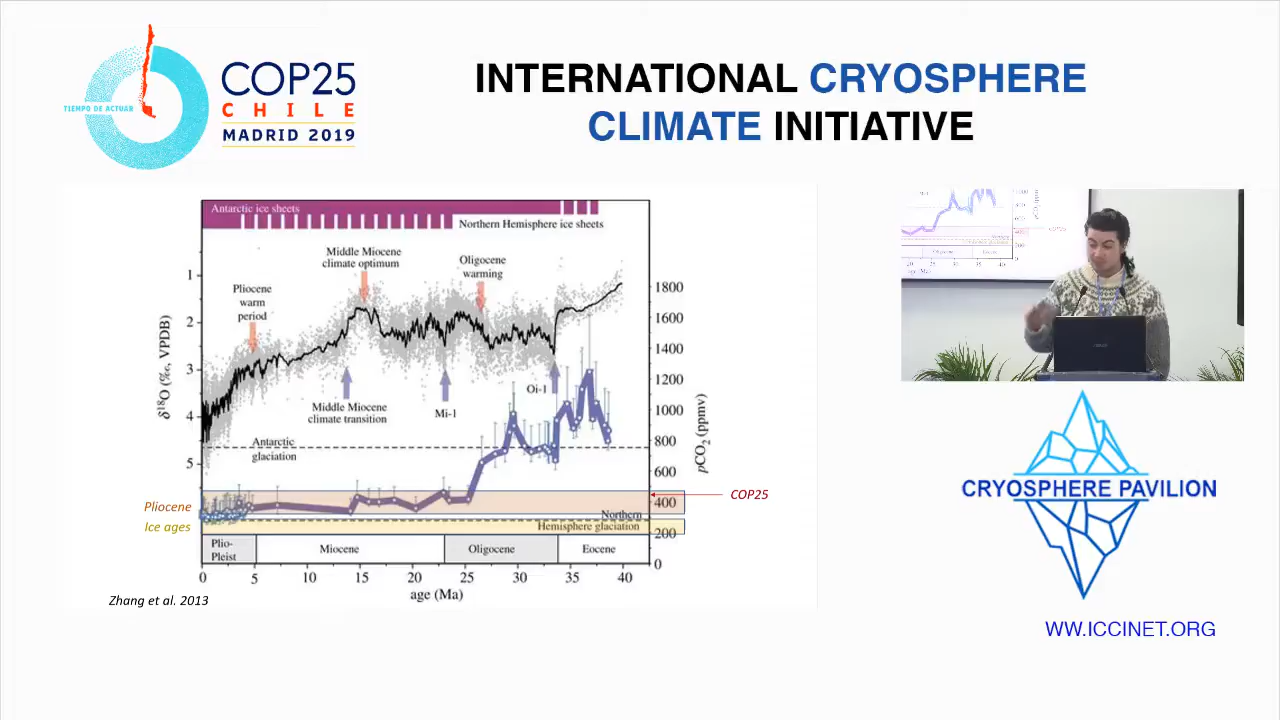 TIEMPO DE ACTUAR
COP25
CHILE
MADRID 2019
INTERNATIONAL CRYOSPHERE
CLIMATE INITIATIVE
Antarctic ice sheets
Northern Hemisphere ice sheets
Middle Miocene
climate optimum
Oligocene
warming
Pliocene
warm
period
1
2
3
4
5
δ18O (‰, VPDB)
1800
1600
1400
1200
1000
800
600
400
200
0
pCO2 (ppmv)
Middle Miocene
climate transition
Mi-1
Oi-1
Antarctic
glaciation
COP25
Pliocene
Ice ages
Northern
Hemisphere glaciation
Plio-
Pleist
Miocene
Oligocene
Eocene
0 5 10 15 20 25 30 35 40
age (Ma)
Zhang et al. 2013
CRYOSPHERE PAVILION
WW.ICCINET.ORG